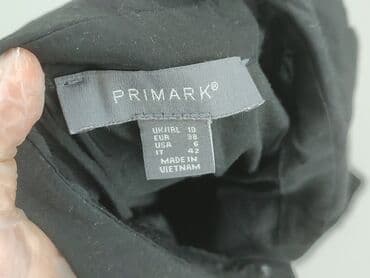 PRIMARK®
UK/IRL 10
EUR 38
USA 6
IT 42
MADE IN
VIETNAM